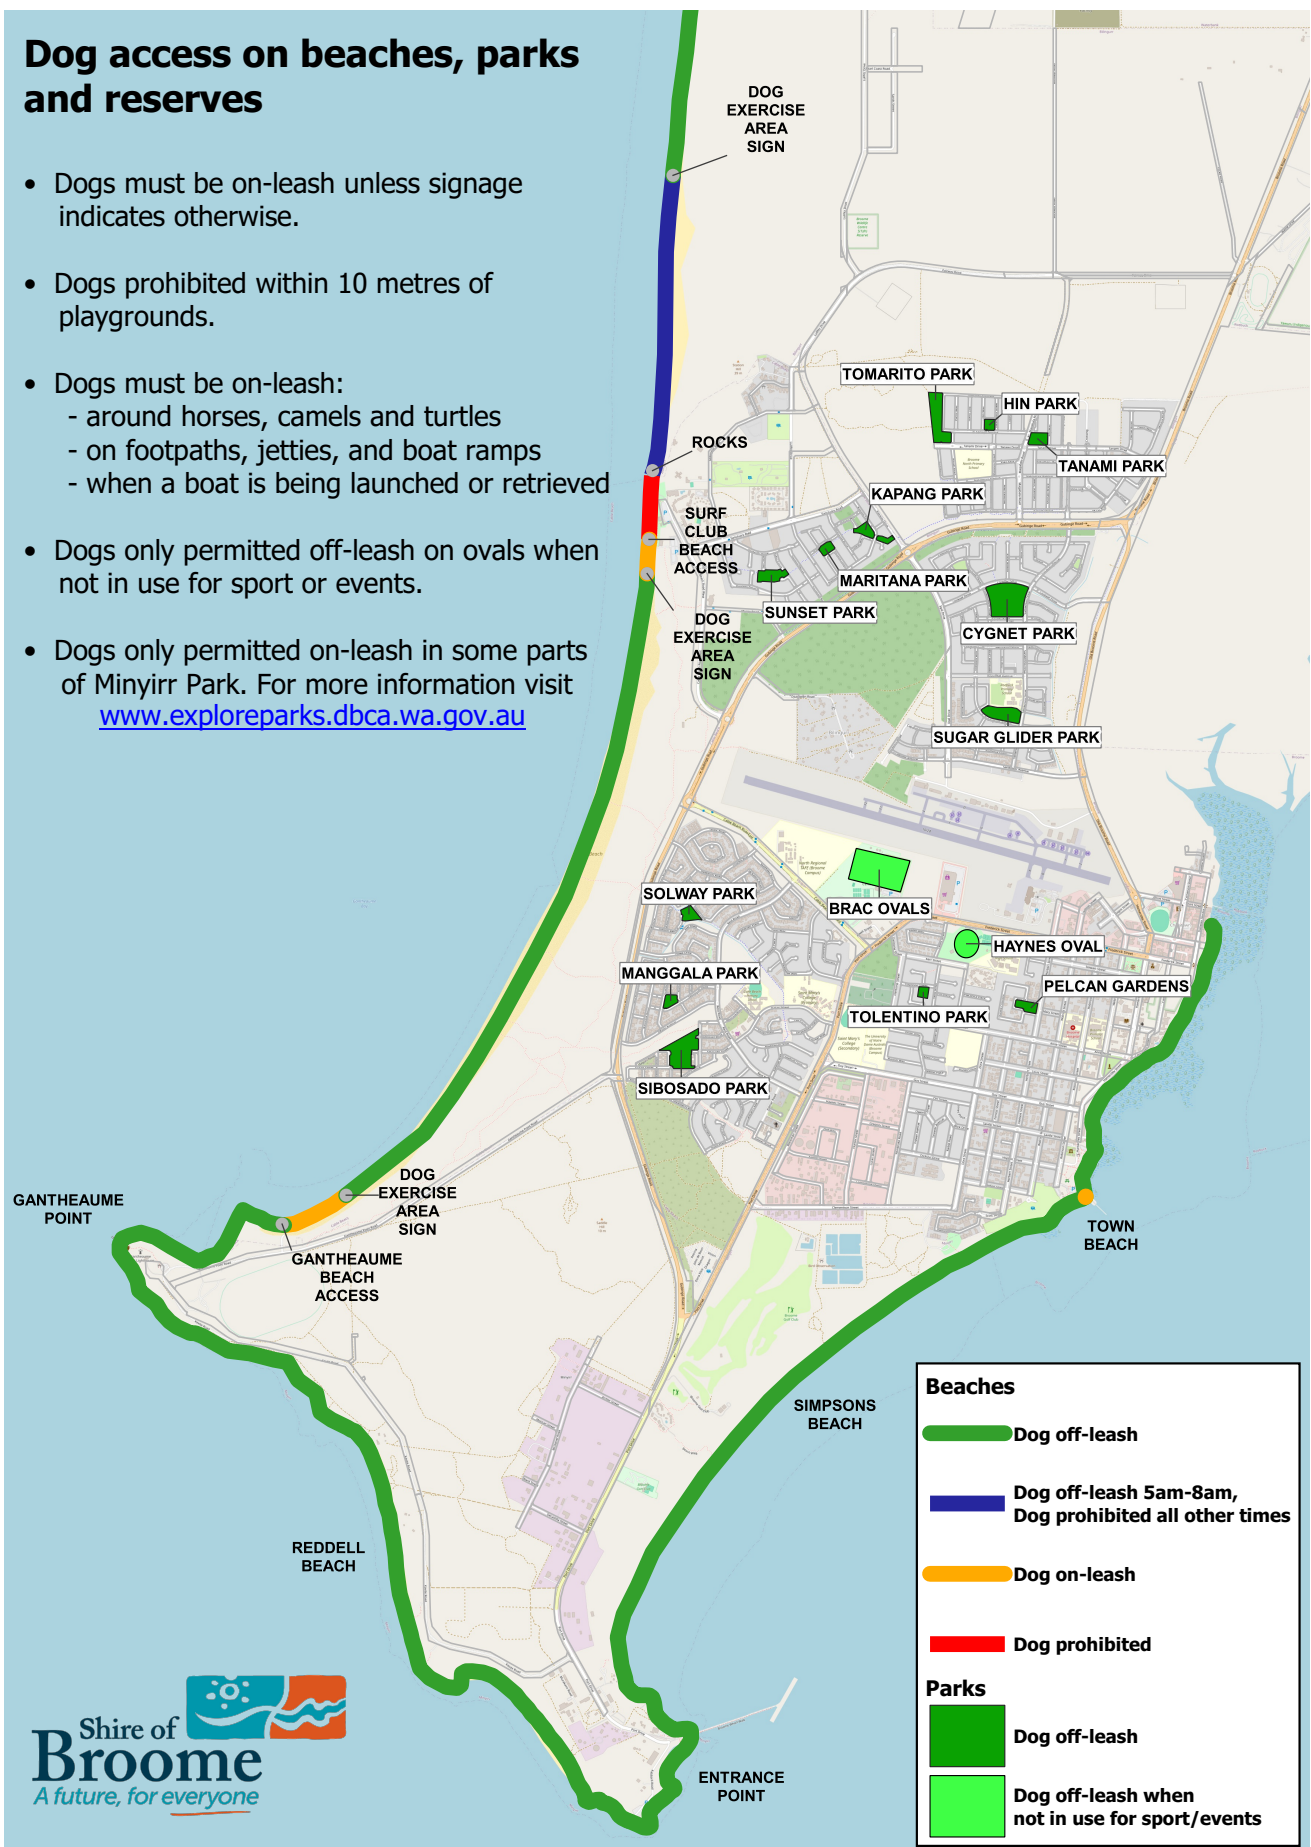 Dog access on beaches, parks
and reserves
• Dogs must be on-leash unless signage
indicates otherwise.
• Dogs prohibited within 10 metres of
playgrounds.
• Dogs must be on-leash:
- around horses, camels and turtles
- on footpaths, jetties, and boat ramps
- when a boat is being launched or retrieved
• Dogs only permitted off-leash on ovals when
not in use for sport or events.
• Dogs only permitted on-leash in some parts
of Minyirr Park. For more information visit
www.exploreparks.dbca.wa.gov.au
DOG
EXERCISE
AREA
SIGN
TOMARITO PARK
HIN PARK
TANAMI PARK
ROCKS
KAPANG PARK
SURF
CLUB
BEACH
ACCESS
MARITANA PARK
SUNSET PARK
DOG
EXERCISE
AREA
SIGN
CYGNET PARK
SUGAR GLIDER PARK
SOLWAY PARK
BRAC OVALS
HAYNES OVAL
MANGGALA PARK
PELCAN GARDENS
TOLENTINO PARK
SIBOSADO PARK
GANTHEAUME
POINT
DOG
EXERCISE
AREA
SIGN
GANTHEAUME
BEACH
ACCESS
TOWN
BEACH
SIMPSONS
BEACH
REDDELL
BEACH
ENTRANCE
POINT
Beaches
Dog off-leash
Dog off-leash 5am-8am,
Dog prohibited all other times
Dog on-leash
Dog prohibited
Parks
Dog off-leash
Dog off-leash when
not in use for sport/events
Shire of
Broome
A future, for everyone